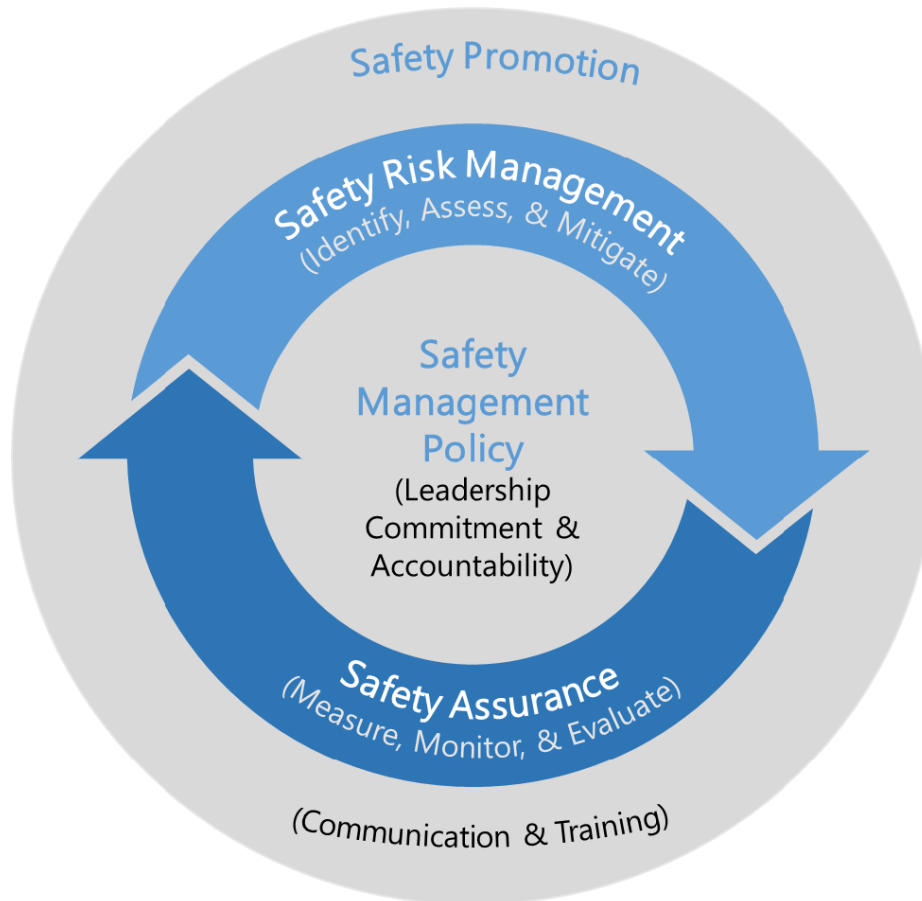 Safety Promotion
Safety Risk Management
(Identify, Assess, & Mitigate)
Safety
Management
Policy
(Leadership
Commitment &
Accountability)
Safety Assurance
(Measure, Monitor, & Evaluate)
(Communication & Training)